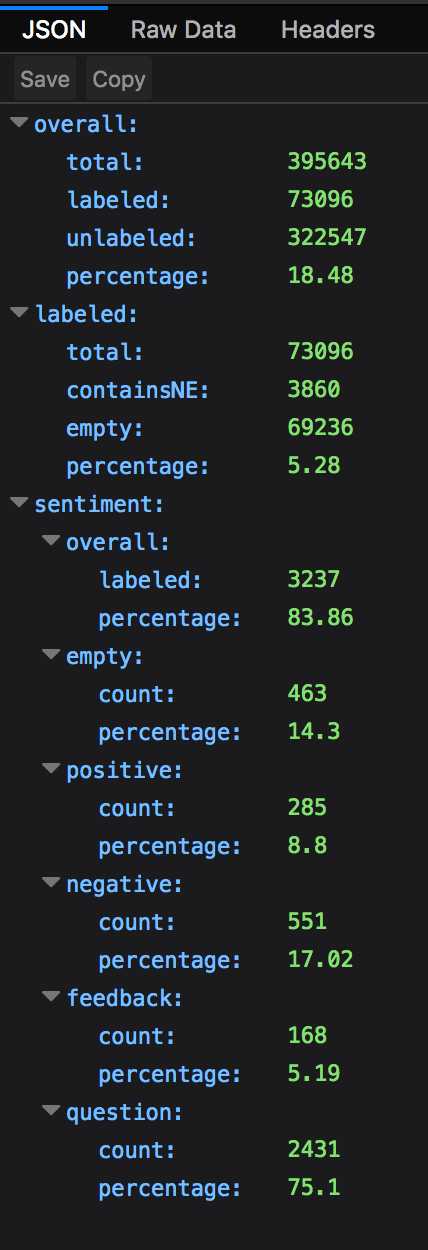 JSON Raw Data Headers
Save Copy
overall:
total: 395643
labeled: 73096
unlabeled: 322547
percentage: 18.48
labeled:
total: 73096
containsNE: 3860
empty: 69236
percentage: 5.28
sentiment:
overall:
labeled: 3237
percentage: 83.86
empty:
count: 463
percentage: 14.3
positive:
count: 285
percentage: 8.8
negative:
count: 551
percentage: 17.02
feedback:
count: 168
percentage: 5.19
question:
count: 2431
percentage: 75.1